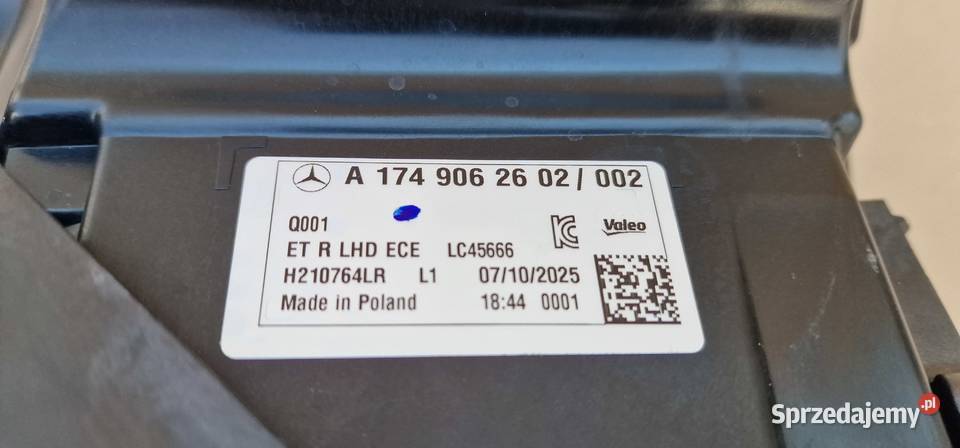 A 174 906 26 02/ 002
Q001
Valeo
ET R LHD ECE LC45666
H210764LR L1 07/10/2025
Made in Poland 18:44 0001
Sprzedajemy.pl